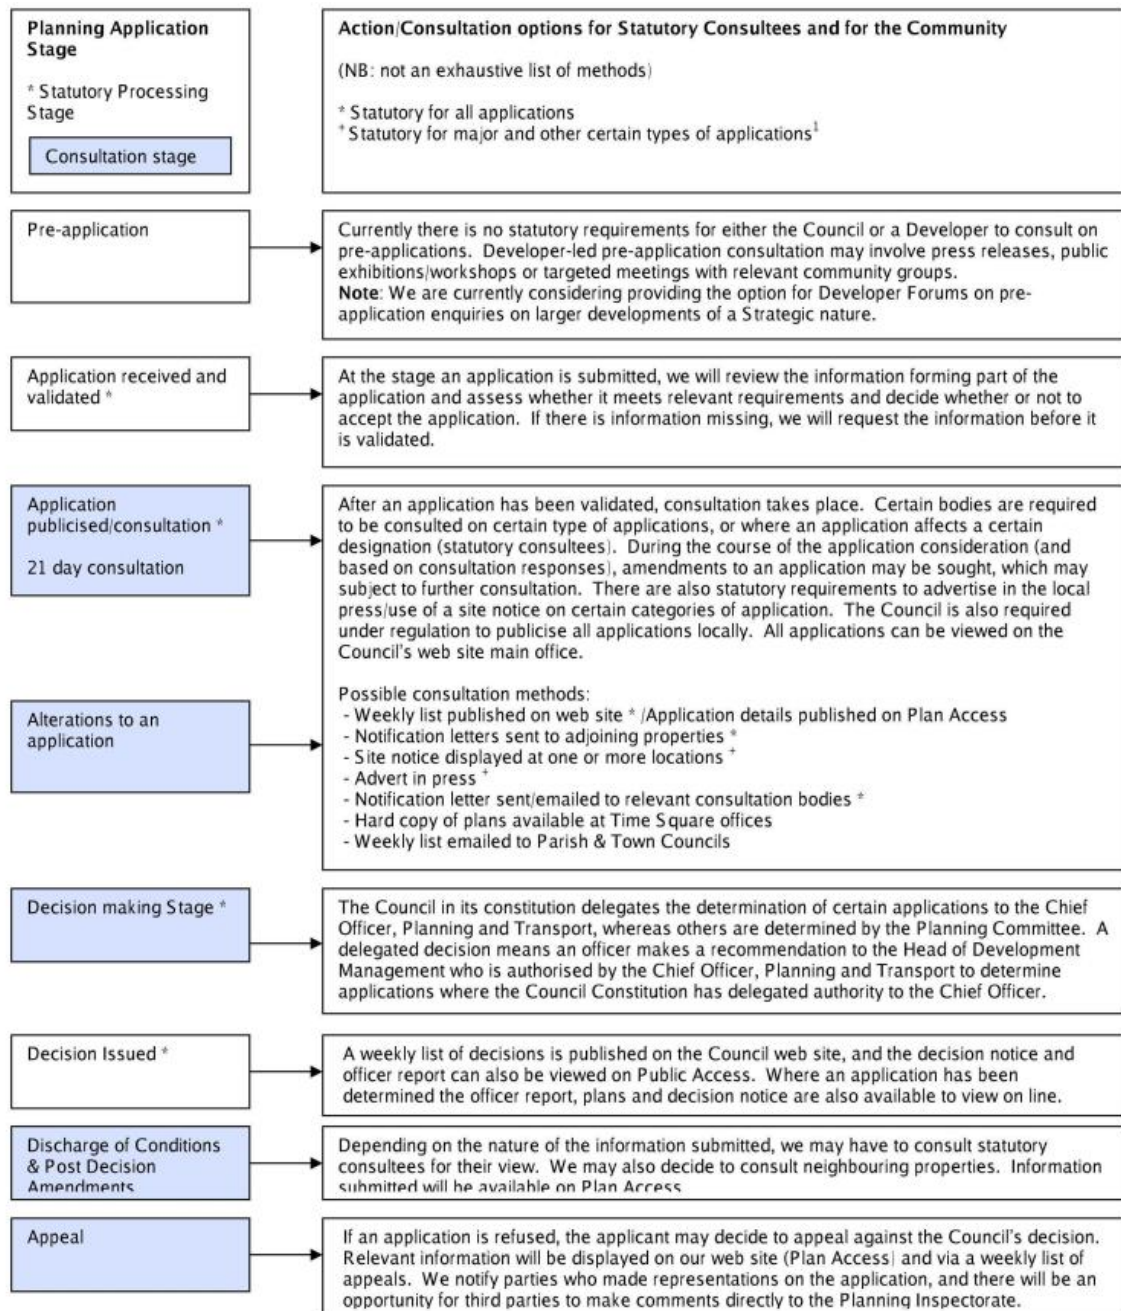 Planning Application
Stage
* Statutory Processing
Stage
Consultation stage
Action/Consultation options for Statutory Consultees and for the Community
(NB: not an exhaustive list of methods)
* Statutory for all applications
+ Statutory for major and other certain types of applications1
Pre-application
Currently there is no statutory requirements for either the Council or a Developer to consult on
pre-applications. Developer-led pre-application consultation may involve press releases, public
exhibitions/workshops or targeted meetings with relevant community groups.
Note: We are currently considering providing the option for Developer Forums on pre-
application enquiries on larger developments of a Strategic nature.
Application received and
validated *
At the stage an application is submitted, we will review the information forming part of the
application and assess whether it meets relevant requirements and decide whether or not to
accept the application. If there is information missing, we will request the information before it
is validated.
Application
publicised/consultation *
21 day consultation
After an application has been validated, consultation takes place. Certain bodies are required
to be consulted on certain type of applications, or where an application affects a certain
designation (statutory consultees). During the course of the application consideration (and
based on consultation responses), amendments to an application may be sought, which may
subject to further consultation. There are also statutory requirements to advertise in the local
press/use of a site notice on certain categories of application. The Council is also required
under regulation to publicise all applications locally. All applications can be viewed on the
Council's web site main office.
Alterations to an
application
Possible consultation methods:
- Weekly list published on web site * /Application details published on Plan Access
- Notification letters sent to adjoining properties *
- Site notice displayed at one or more locations +
- Advert in press +
- Notification letter sent/emailed to relevant consultation bodies *
- Hard copy of plans available at Time Square offices
- Weekly list emailed to Parish & Town Councils
Decision making Stage *
The Council in its constitution delegates the determination of certain applications to the Chief
Officer, Planning and Transport, whereas others are determined by the Planning Committee. A
delegated decision means an officer makes a recommendation to the Head of Development
Management who is authorised by the Chief Officer, Planning and Transport to determine
applications where the Council Constitution has delegated authority to the Chief Officer.
Decision Issued *
A weekly list of decisions is published on the Council web site, and the decision notice and
officer report can also be viewed on Public Access. Where an application has been
determined the officer report, plans and decision notice are also available to view on line.
Discharge of Conditions
& Post Decision
Amendments
Depending on the nature of the information submitted, we may have to consult statutory
consultees for their view. We may also decide to consult neighbouring properties. Information
submitted will be available on Plan Access
Appeal
If an application is refused, the applicant may decide to appeal against the Council's decision.
Relevant information will be displayed on our web site (Plan Access) and via a weekly list of
appeals. We notify parties who made representations on the application, and there will be an
opportunity for third parties to make comments directly to the Planning Inspectorate.